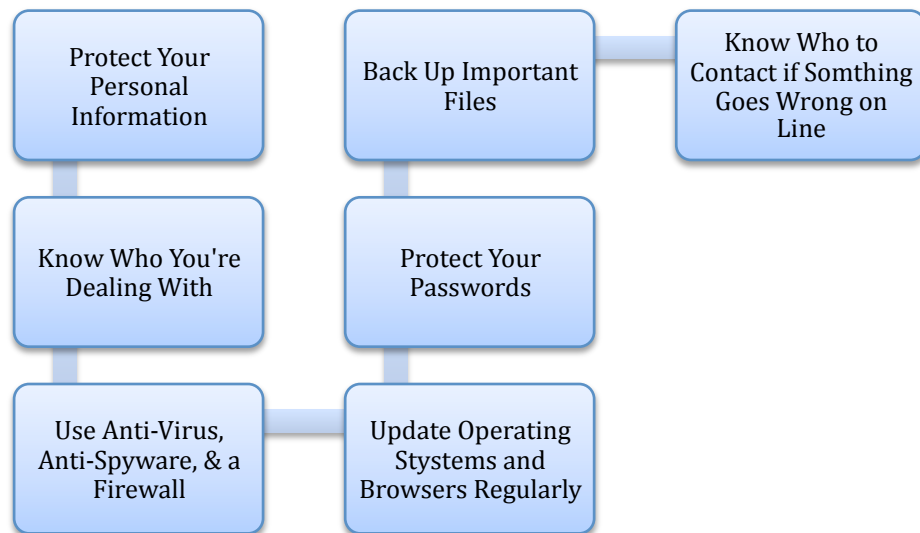 Protect Your
Personal
Information
Know Who You're
Dealing With
Use Anti-Virus,
Anti-Spyware, & a
Firewall
Update Operating
Ststems and
Browsers Regularly
Protect Your
Passwords
Back Up Important
Files
Know Who to
Contact if Somthing
Goes Wrong on
Line